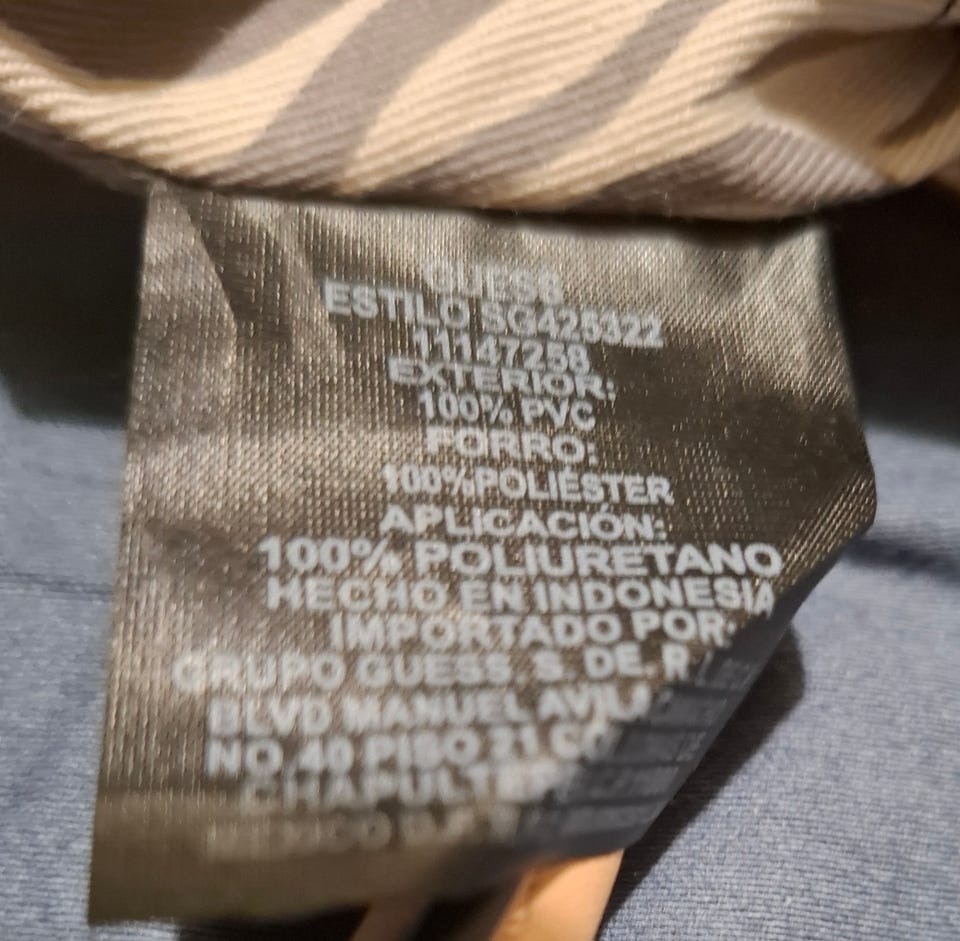 GUESS
ESTILO SG425322
11147258
EXTERIOR:
100% PVC
FORRO:
100%POLIÉSTER
APLICACIÓN:
100% POLIURETANO
HECHO EN INDONESIA
IMPORTADO POR:
GRUPO GUESS. S. DE. R.
BLVD MANUEL
NO.40 PISO 21
MEXICO